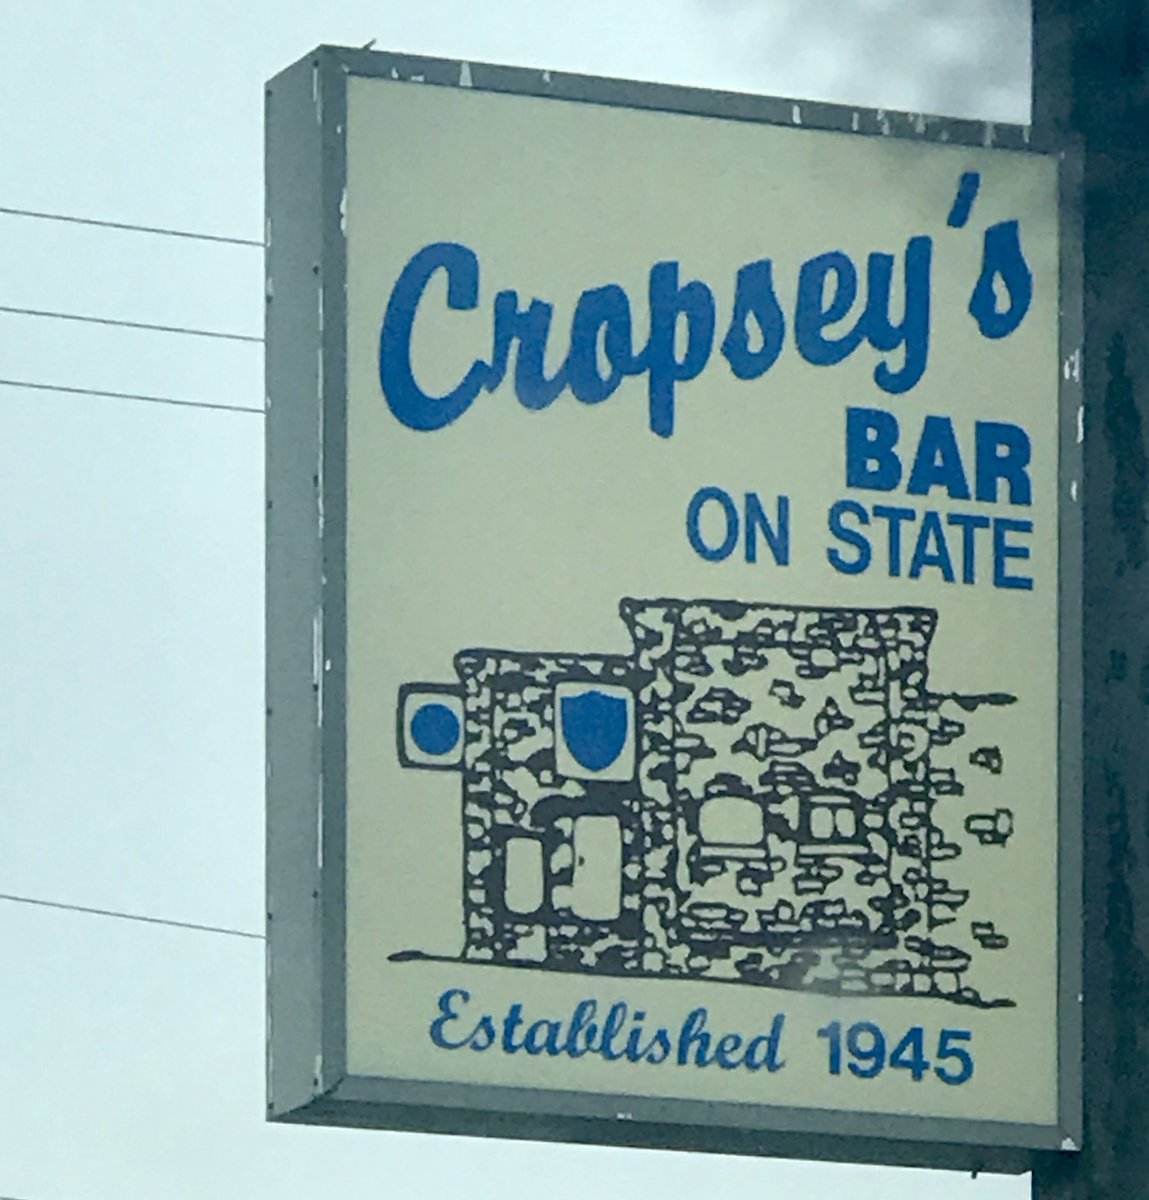 Cropsey's
BAR
ON STATE
Established 1945